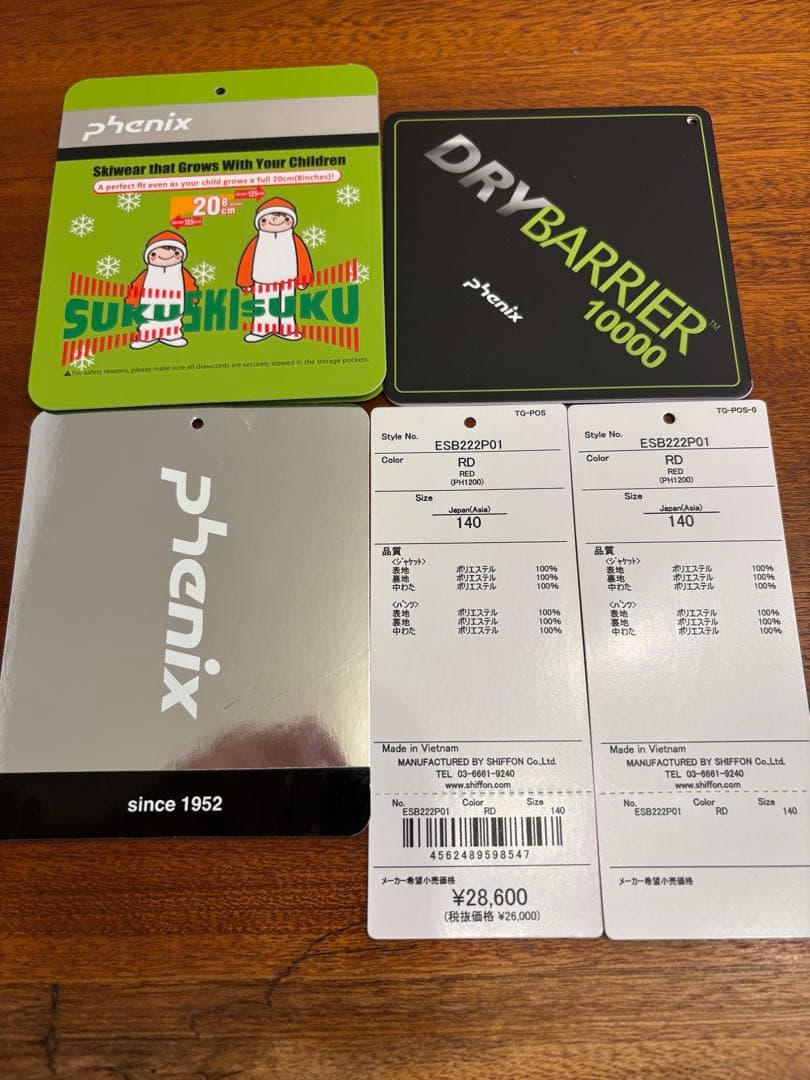 phenix
Skiwear that Grows With Your Children
A perfect fit even as your child grows a full 20cm(8inches)!
20 8 cm
HEIGHT 125cm
HEIGHT 105cm
SUKUSKISUKU
⚠For safety reasons, please make sure all drawcords are securely stowed in the storage pockets.
DRYBARRIER™
10000
phenix
phenix
since 1952
TG-POS
Style No.
ESB222P01
Color
RD
RED
(PH1200)
Size
Japan(Asia)
140
品質
<ジャケット>
表地 ポリエステル 100%
裏地 ポリエステル 100%
中わた ポリエステル 100%
<パンツ>
表地 ポリエステル 100%
裏地 ポリエステル 100%
中わた ポリエステル 100%
Made in Vietnam
MANUFACTURED BY SHIFFON Co.,Ltd.
TEL 03-6661-9240
www.shiffon.com
No. Color Size
ESB222P01 RD 140
4562489598547
メーカー希望小売価格
¥28,600
(税抜価格 ¥26,000)
TG-POS-0
Style No.
ESB222P01
Color
RD
RED
(PH1200)
Size
Japan(Asia)
140
品質
<ジャケット>
表地 ポリエステル 100%
裏地 ポリエステル 100%
中わた ポリエステル 100%
<パンツ>
表地 ポリエステル 100%
裏地 ポリエステル 100%
中わた ポリエステル 100%
Made in Vietnam
MANUFACTURED BY SHIFFON Co.,Ltd.
TEL 03-6661-9240
www.shiffon.com
No. Color Size
ESB222P01 RD 140
メーカー希望小売価格